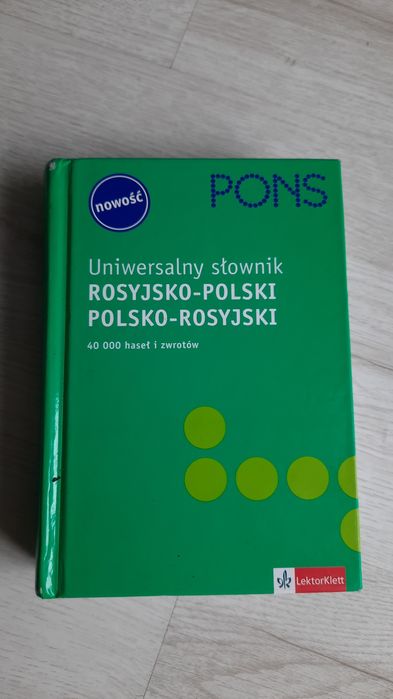 nowość
PONS
Uniwersalny słownik
ROSYJSKO-POLSKI
POLSKO-ROSYJSKI
40 000 haseł i zwrotów
LektorKlett